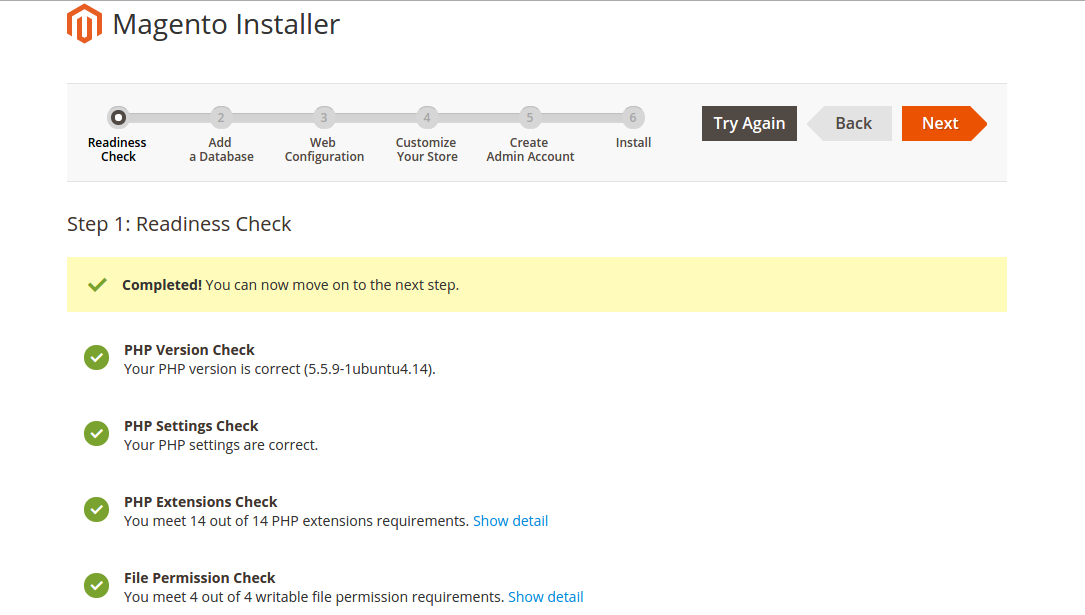 Magento Installer
2
3
4
5
6
Try Again
Back
Next
Readiness
Check
Add
a Database
Web
Configuration
Customize
Your Store
Create
Admin Account
Install
Step 1: Readiness Check
Completed! You can now move on to the next step.
PHP Version Check
Your PHP version is correct (5.5.9-1ubuntu4.14).
PHP Settings Check
Your PHP settings are correct.
PHP Extensions Check
You meet 14 out of 14 PHP extensions requirements. Show detail
File Permission Check
You meet 4 out of 4 writable file permission requirements. Show detail